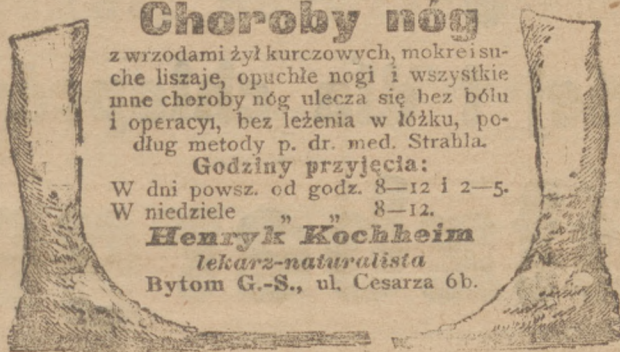 Choroby nóg
z wrzodami żył kurczowych, mokre i su-
che liszaje, opuchłe nogi i wszystkie
inne choroby nóg ulecza się bez bólu
i operacyi, bez leżenia w łóżku, po-
dług metody p. dr. med. Strahla.
Godziny przyjęcia:
W dni powsz. od godz. 8—12 i 2—5.
W niedziele „ „ 8—12.
Henryk Kochheim
lekarz-naturalista
Bytom G.-S., ul. Cesarza 6b.